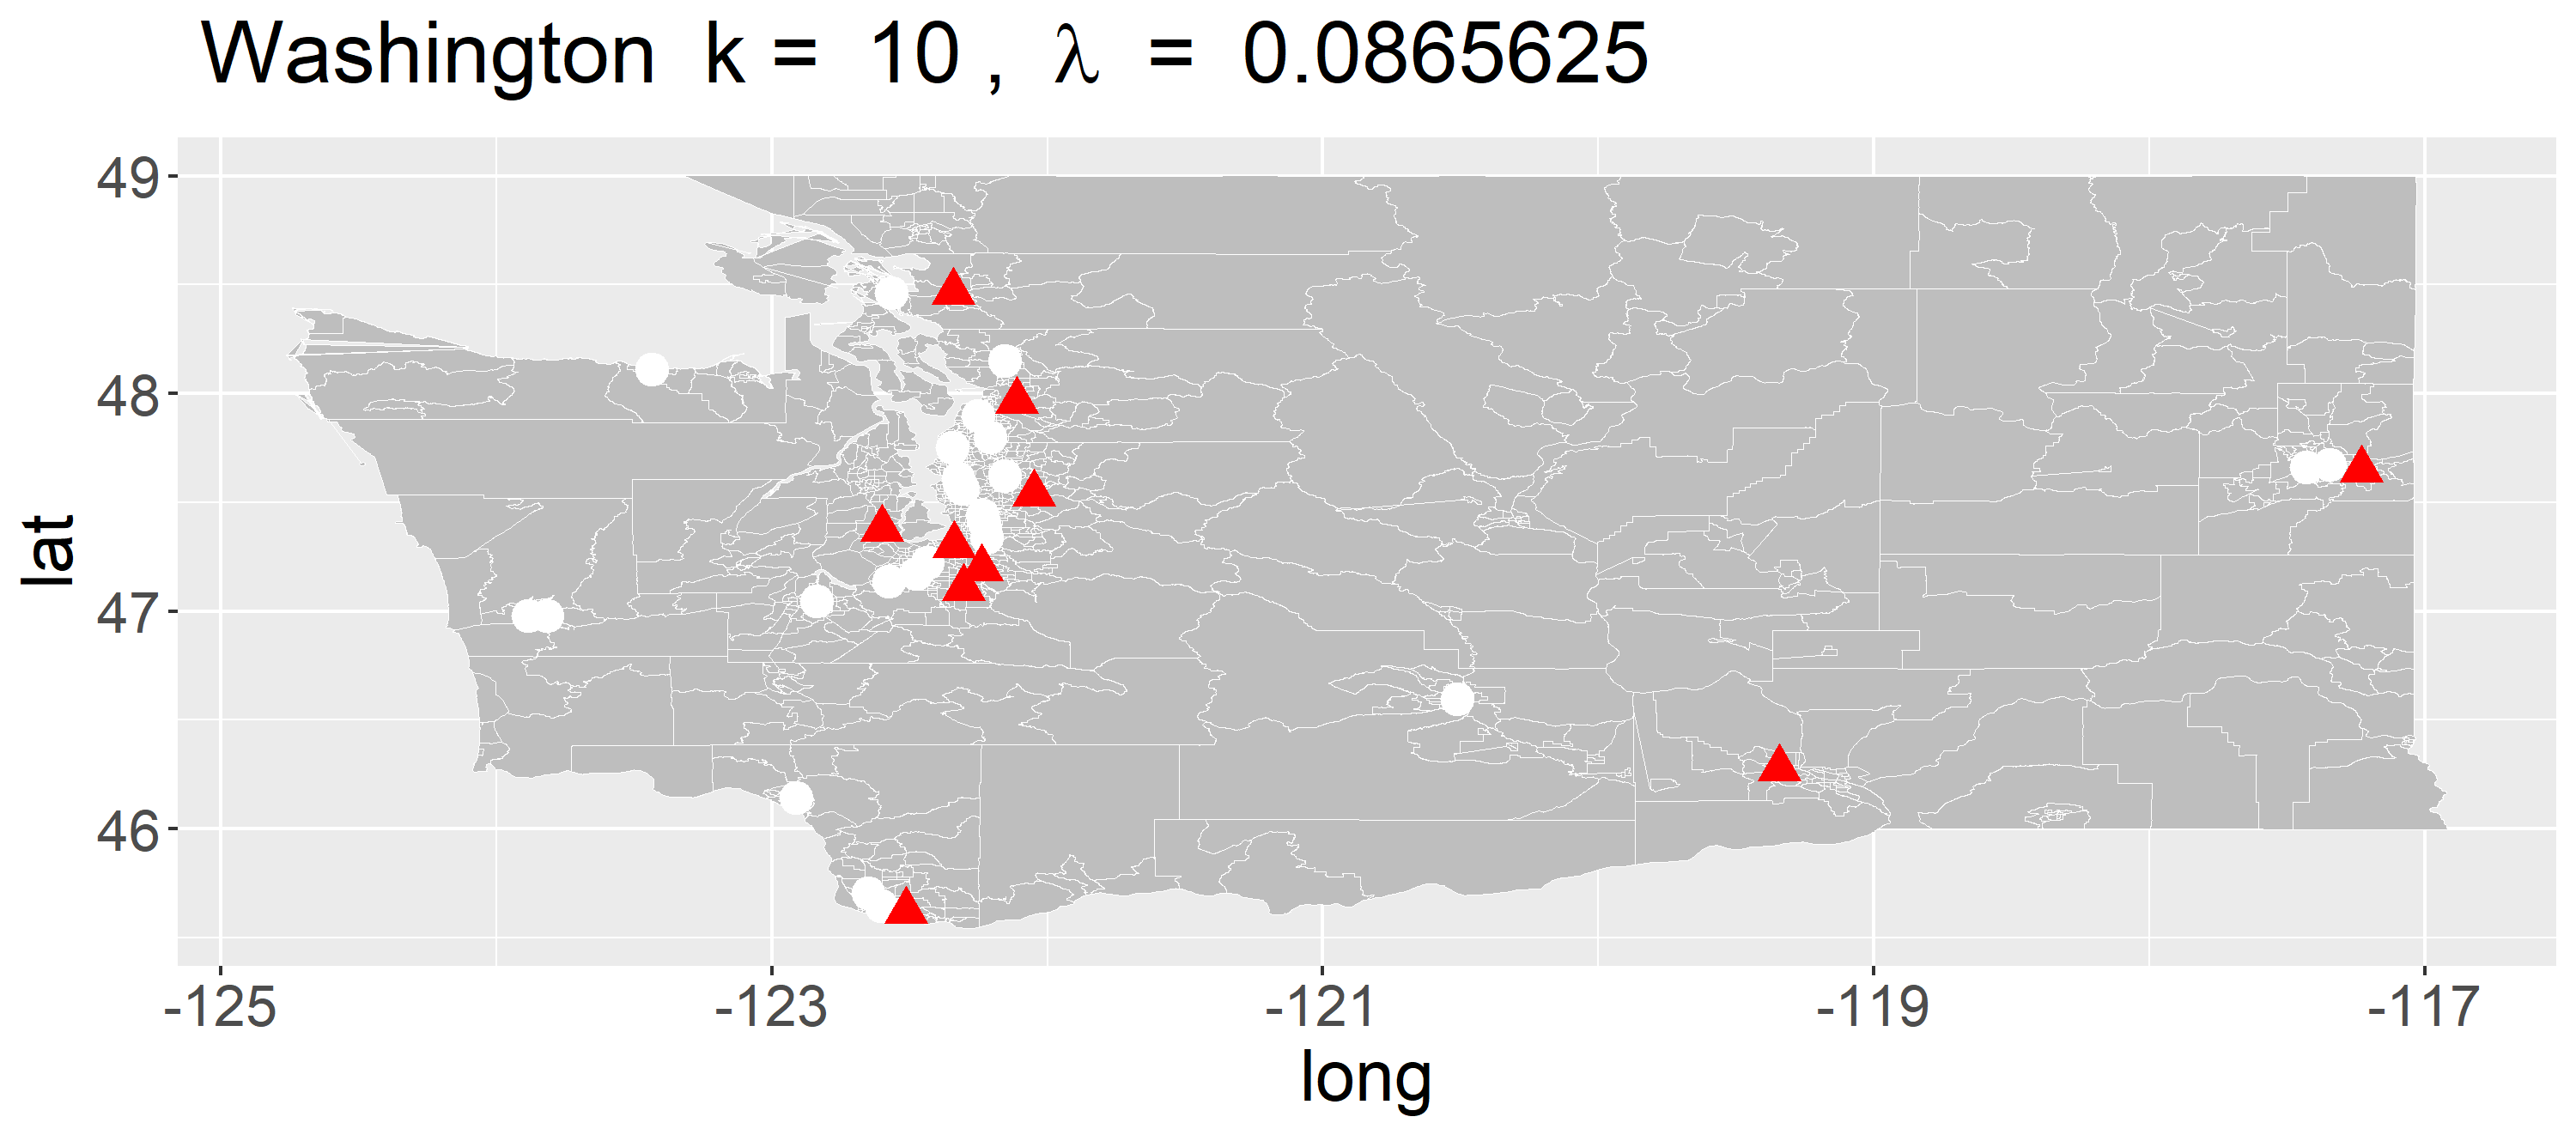 Washington k = 10 , λ = 0.0865625
49
48
47
46
lat
-125 -123 -121 -119 -117
long